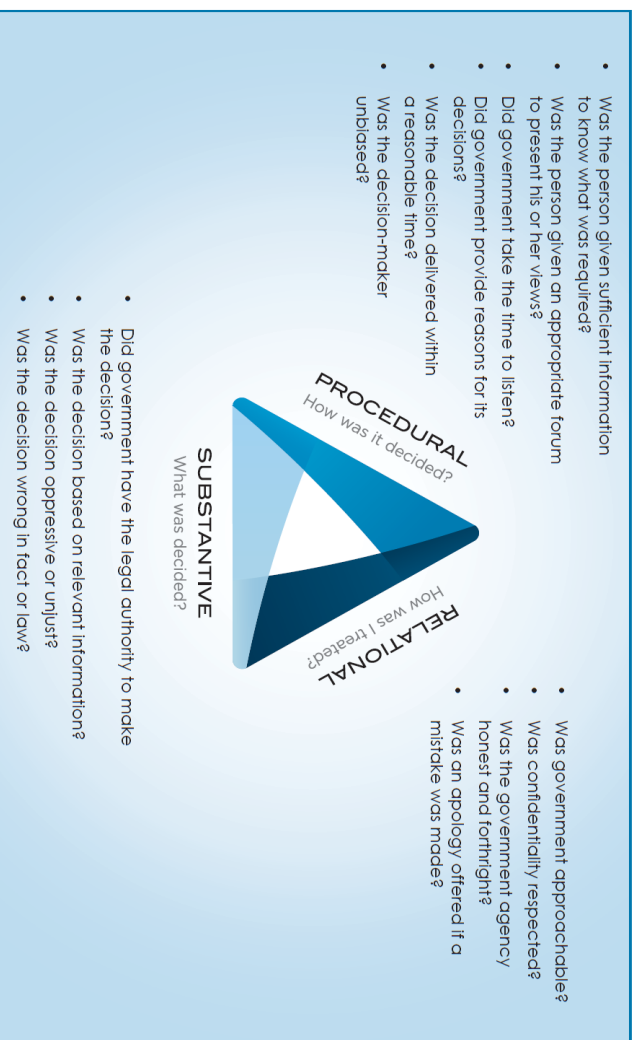 • Was the person given sufficient information
to know what was required?
• Was the person given an appropriate forum
to present his or her views?
• Did government take the time to listen?
• Did government provide reasons for its
decisions?
• Was the decision delivered within
a reasonable time?
• Was the decision-maker
unbiased?
PROCEDURAL
How was it decided?
RELATIONAL
How was I treated?
• Was government approachable?
• Was confidentiality respected?
• Was the government agency
honest and forthright?
• Was an apology offered if a
mistake was made?
SUBSTANTIVE
What was decided?
• Did government have the legal authority to make
the decision?
• Was the decision based on relevant information?
• Was the decision oppressive or unjust?
• Was the decision wrong in fact or law?